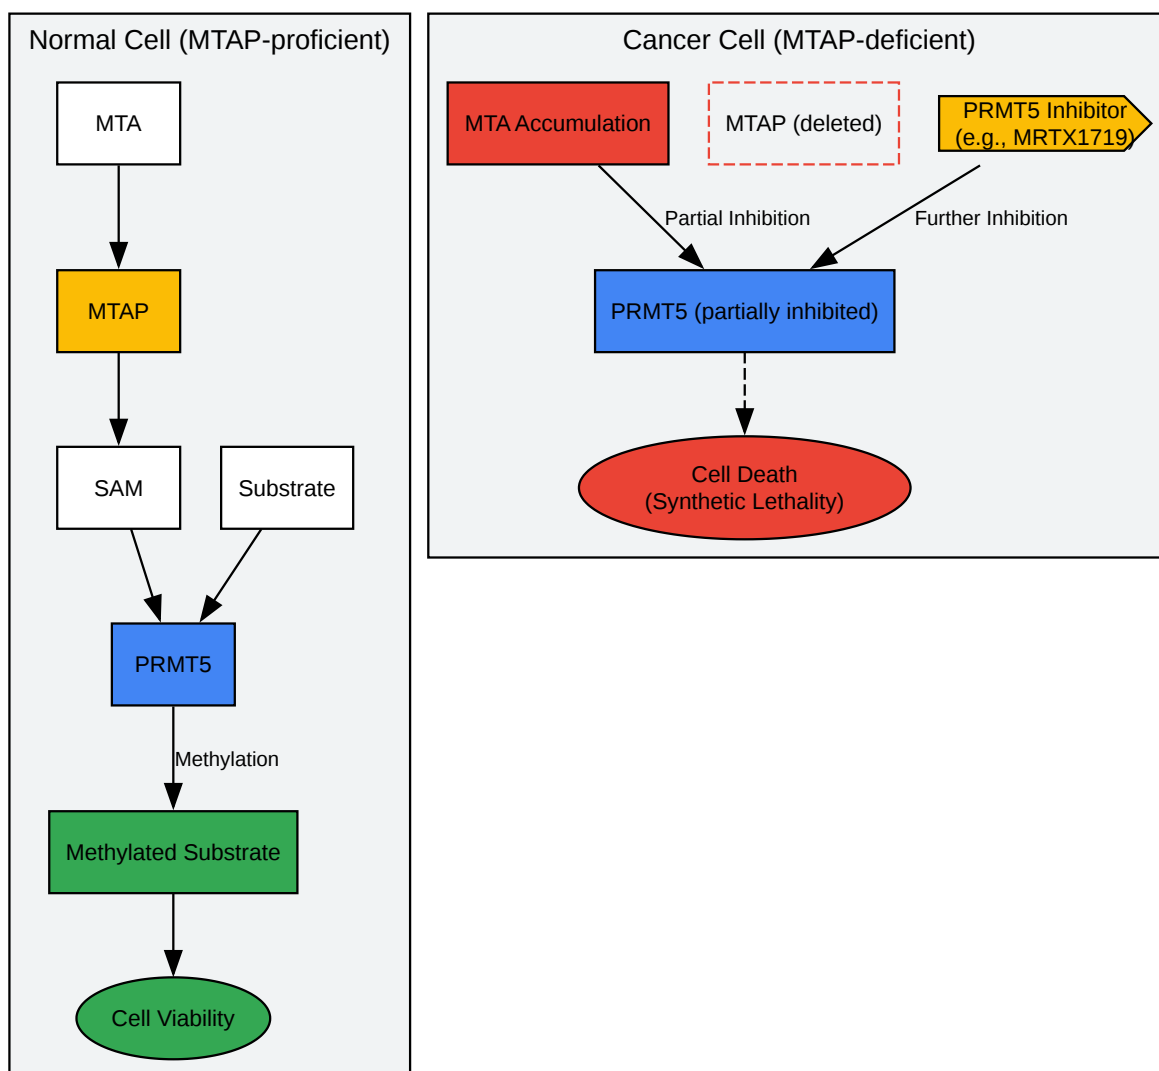 Normal Cell (MTAP-proficient)
MTA
MTAP
SAM
Substrate
PRMT5
Methylation
Methylated Substrate
Cell Viability
Cancer Cell (MTAP-deficient)
MTA Accumulation
MTAP (deleted)
PRMT5 Inhibitor
(e.g., MRTX1719)
Partial Inhibition
Further Inhibition
PRMT5 (partially inhibited)
Cell Death
(Synthetic Lethality)